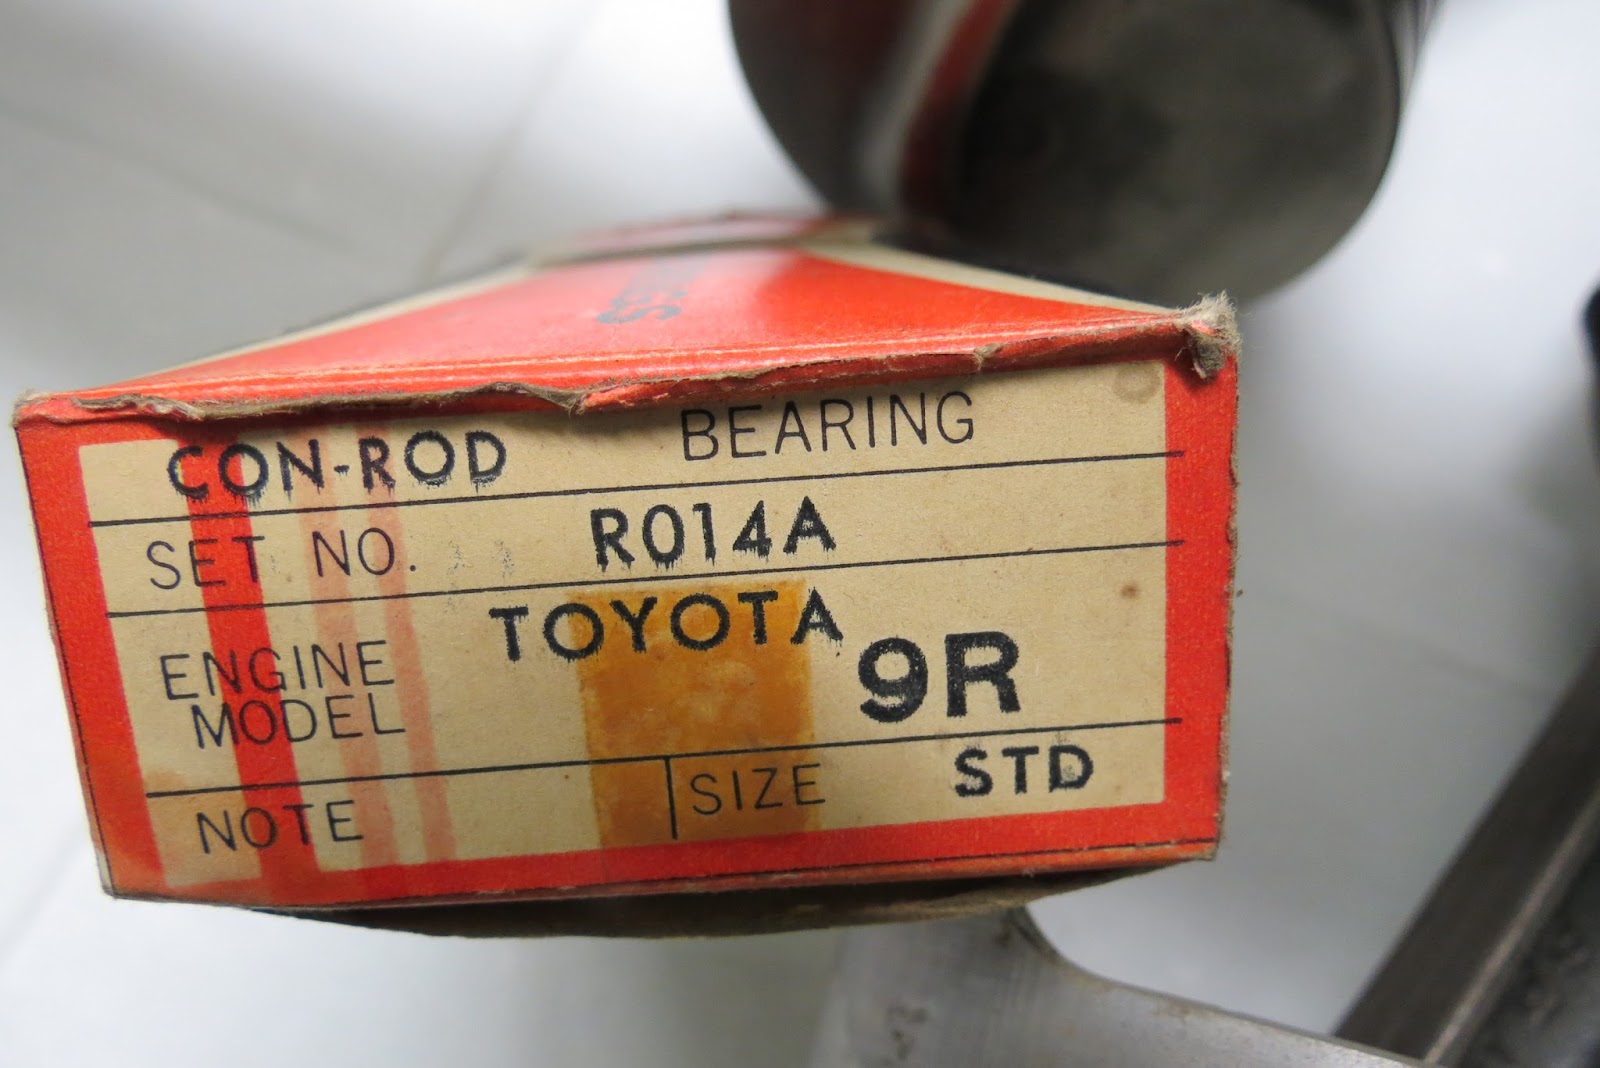 CON-ROD BEARING
SET NO. R014A
ENGINE MODEL TOYOTA 9R
NOTE SIZE STD